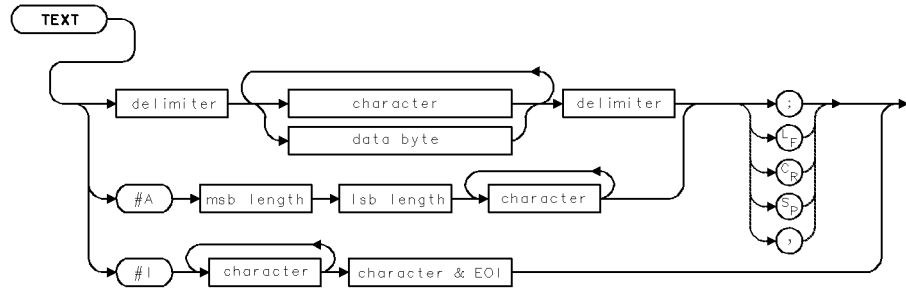 TEXT
delimiter
character
data byte
delimiter
;
LF
CR
SP
,
#A
msb length
lsb length
character
#I
character
character & EOI